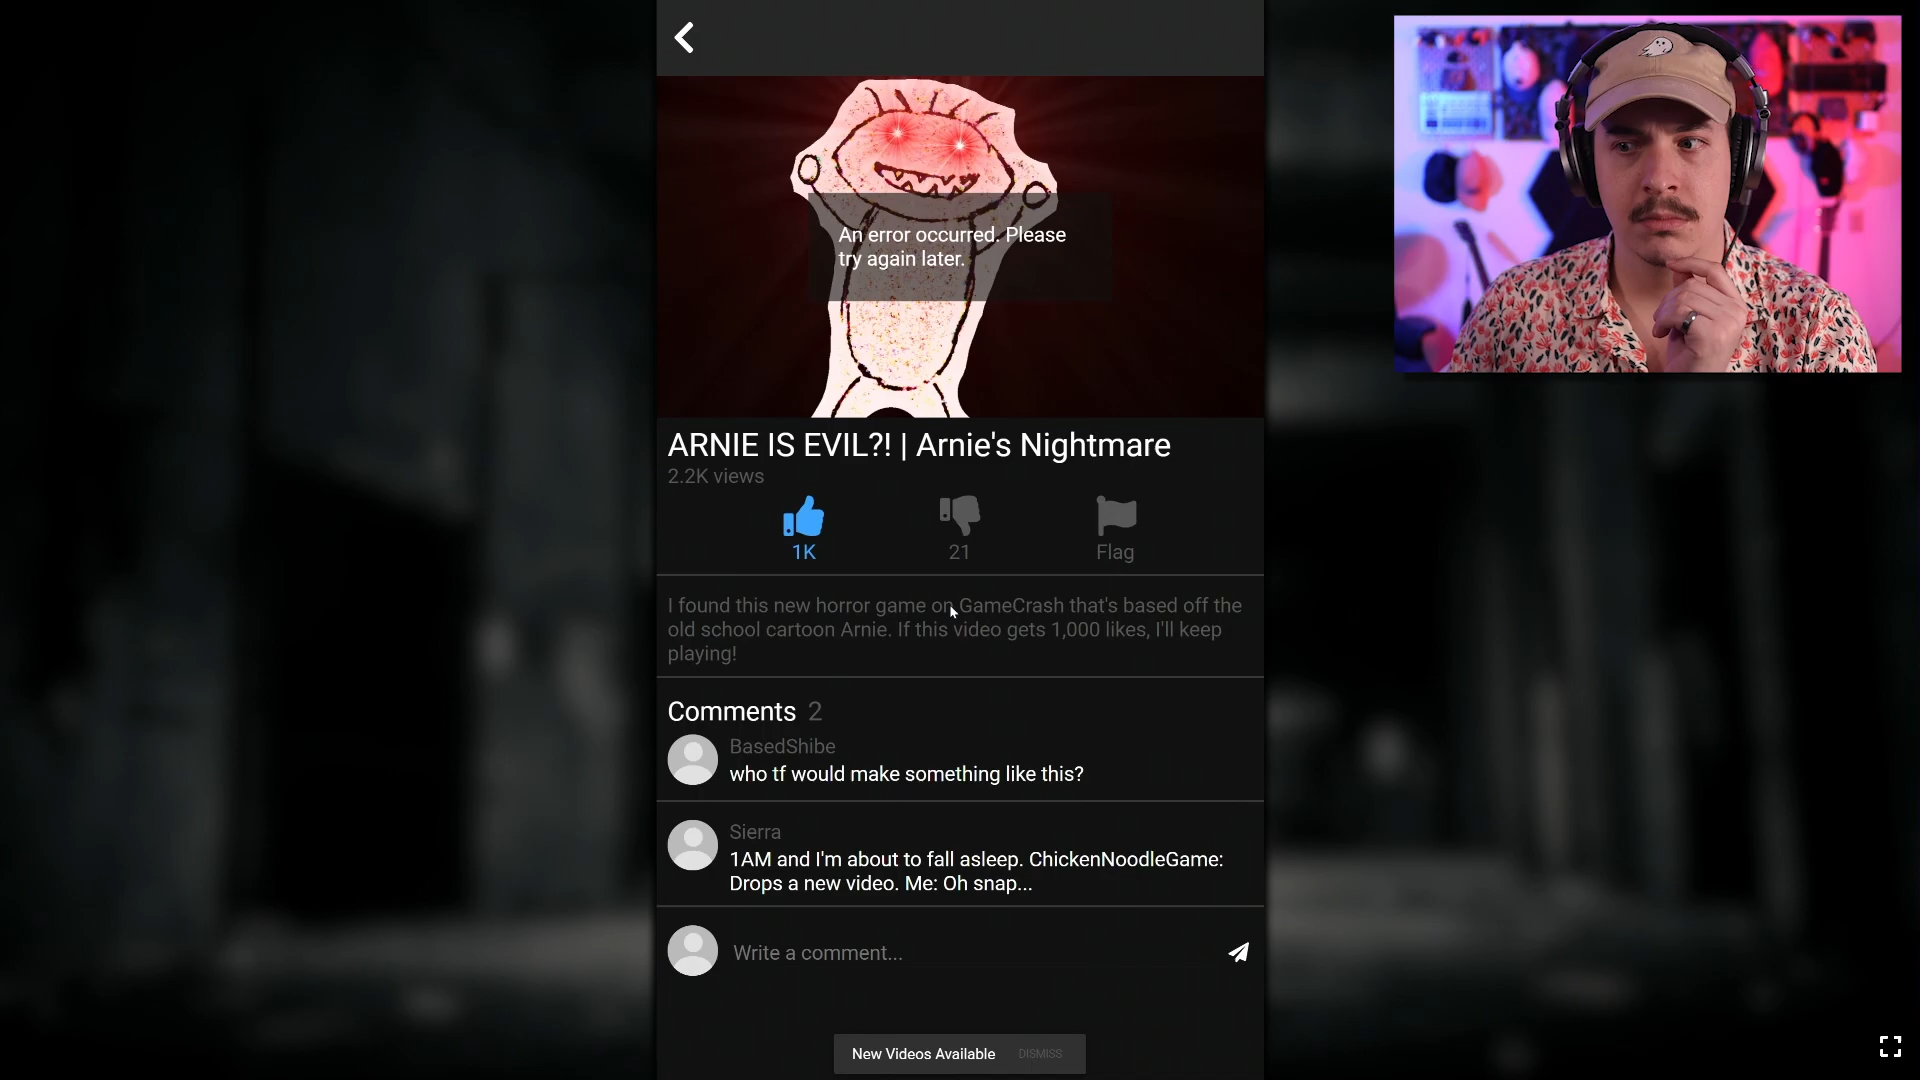 An error occurred. Please
try again later.
ARNIE IS EVIL?! | Arnie's Nightmare
2.2K views
1K
21
Flag
I found this new horror game on GameCrash that's based off the
old school cartoon Arnie. If this video gets 1,000 likes, I'll keep
playing!
Comments 2
BasedShibe
who tf would make something like this?
Sierra
1AM and I'm about to fall asleep. ChickenNoodleGame:
Drops a new video. Me: Oh snap...
Write a comment...
New Videos Available DISMISS